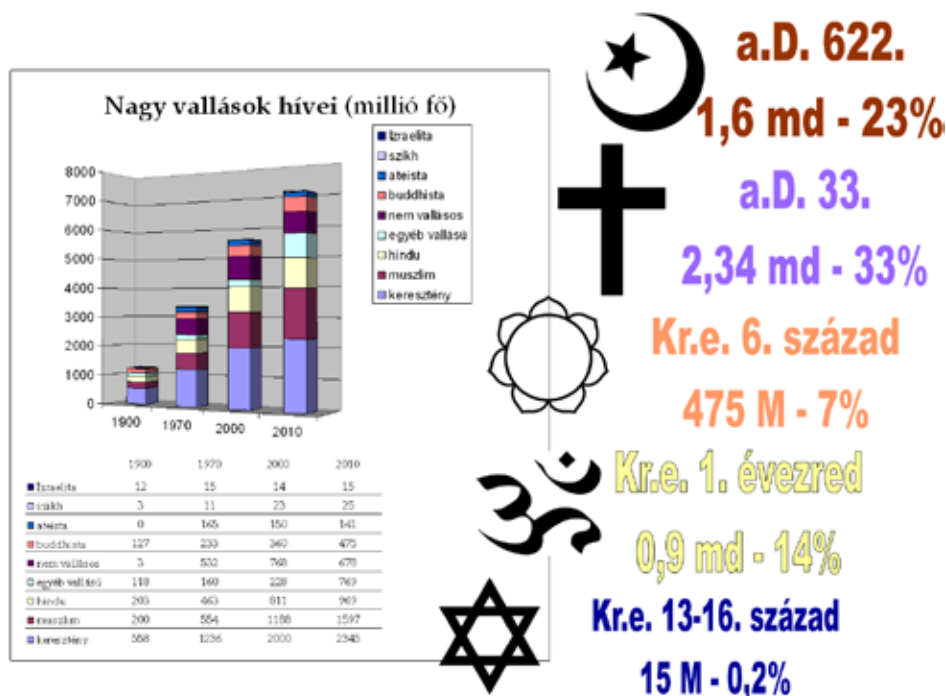 Nagy vallások hívei (millió fő)
Izraelita
szikh
ateista
buddhista
nem vallásos
egyéb vallású
hindu
muszlim
keresztény
8000
7000
6000
5000
4000
3000
2000
1000
0
1900 1970 2000 2010
1900 1970 2000 2010
Izraelita 12 15 14 15
szikh 3 11 23 25
ateista 0 165 150 141
buddhista 127 233 360 475
nem vallásos 3 532 768 678
egyéb vallású 118 160 228 769
hindu 203 463 811 969
muszlim 200 554 1188 1597
keresztény 558 1236 2000 2345
a.D. 622.
1,6 md - 23%
a.D. 33.
2,34 md - 33%
Kr.e. 6. század
475 M - 7%
Kr.e. 1. évezred
0,9 md - 14%
Kr.e. 13-16. század
15 M - 0,2%